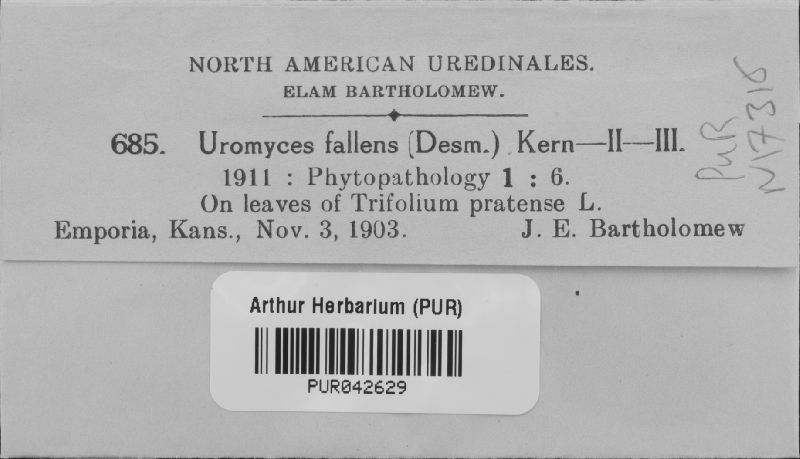 NORTH AMERICAN UREDINALES.
ELAM BARTHOLOMEW.
685. Uromyces fallens (Desm.) Kern—II—III.
1911 : Phytopathology 1 : 6.
On leaves of Trifolium pratense L.
Emporia, Kans., Nov. 3, 1903. J. E. Bartholomew
PUR
N17316
Arthur Herbarium (PUR)
PUR042629